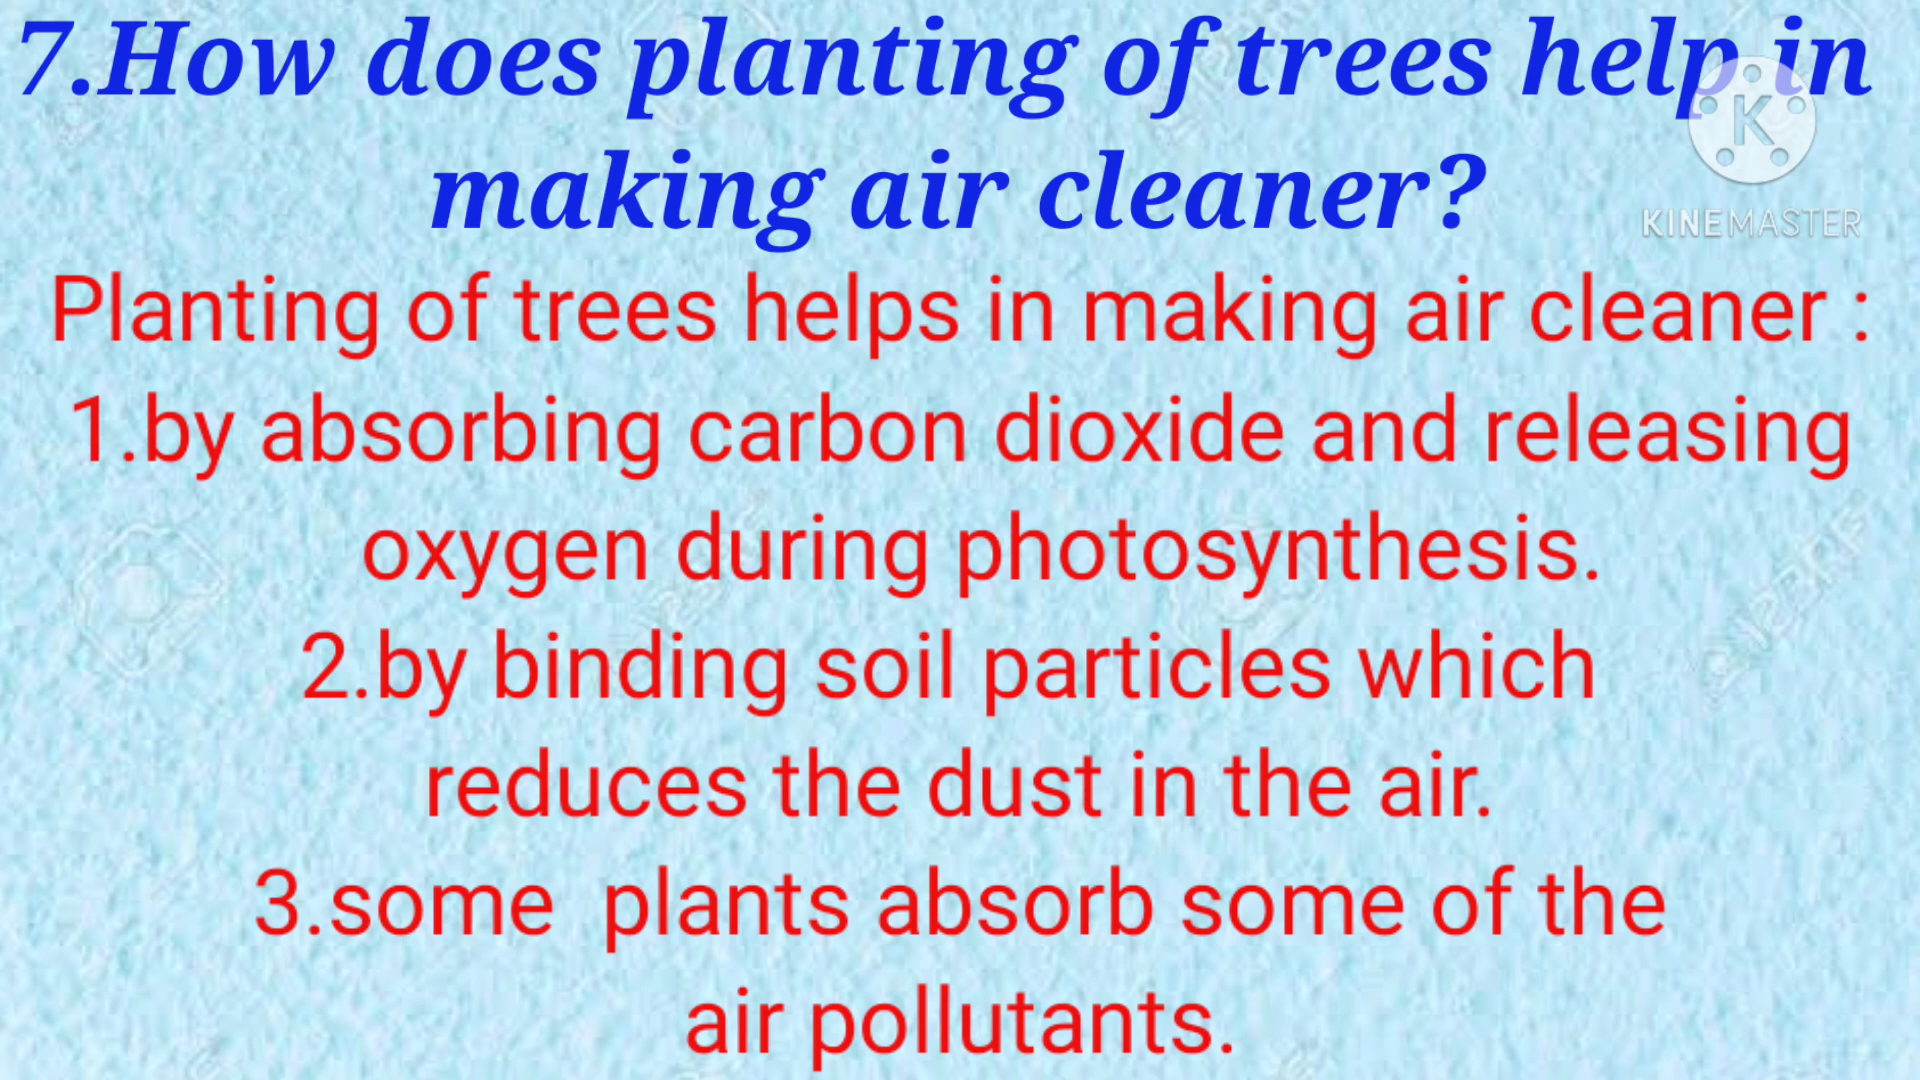 7.How does planting of trees help in
making air cleaner?
KINEMASTER
Planting of trees helps in making air cleaner :
1.by absorbing carbon dioxide and releasing
oxygen during photosynthesis.
2.by binding soil particles which
reduces the dust in the air.
3.some  plants absorb some of the
air pollutants.